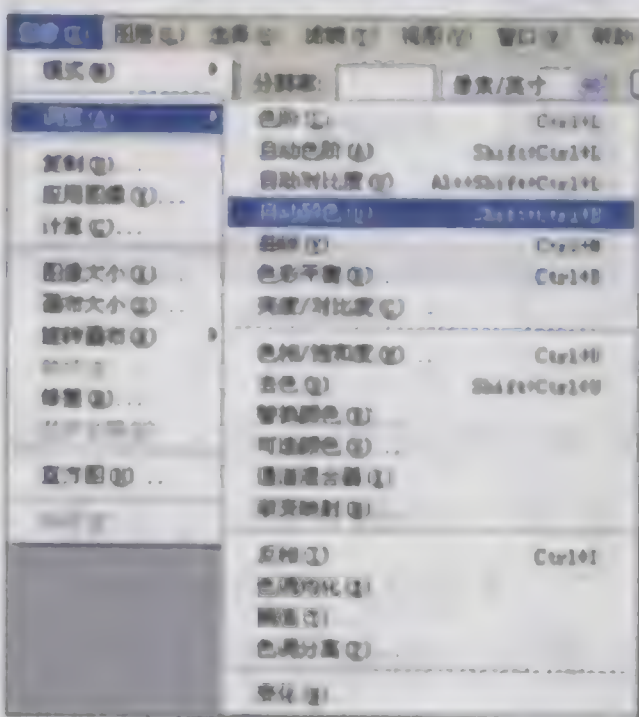 图像(I) 图层(L) 选择(S) 滤镜(T) 视图(V) 窗口(W) 帮助
模式(M)
分辨率: 像素/英寸
调整(A)
复制(D)...
应用图像(Y)...
计算(C)...
图像大小(I)...
画布大小(S)...
旋转画布(E)
修整(R)...
直方图(H)...
色阶(L)... Ctrl+L
自动色阶(A) Shift+Ctrl+L
自动对比度(U) Alt+Shift+Ctrl+L
自动颜色(O) Shift+Ctrl+B
曲线(V)... Ctrl+M
色彩平衡(B)... Ctrl+B
亮度/对比度(C)...
色相/饱和度(H)... Ctrl+U
去色(D) Shift+Ctrl+U
替换颜色(R)...
可选颜色(S)...
通道混合器(X)...
渐变映射(G)...
反相(I) Ctrl+I
色调均化(E)
阈值(T)...
色调分离(P)...
变化(N)...